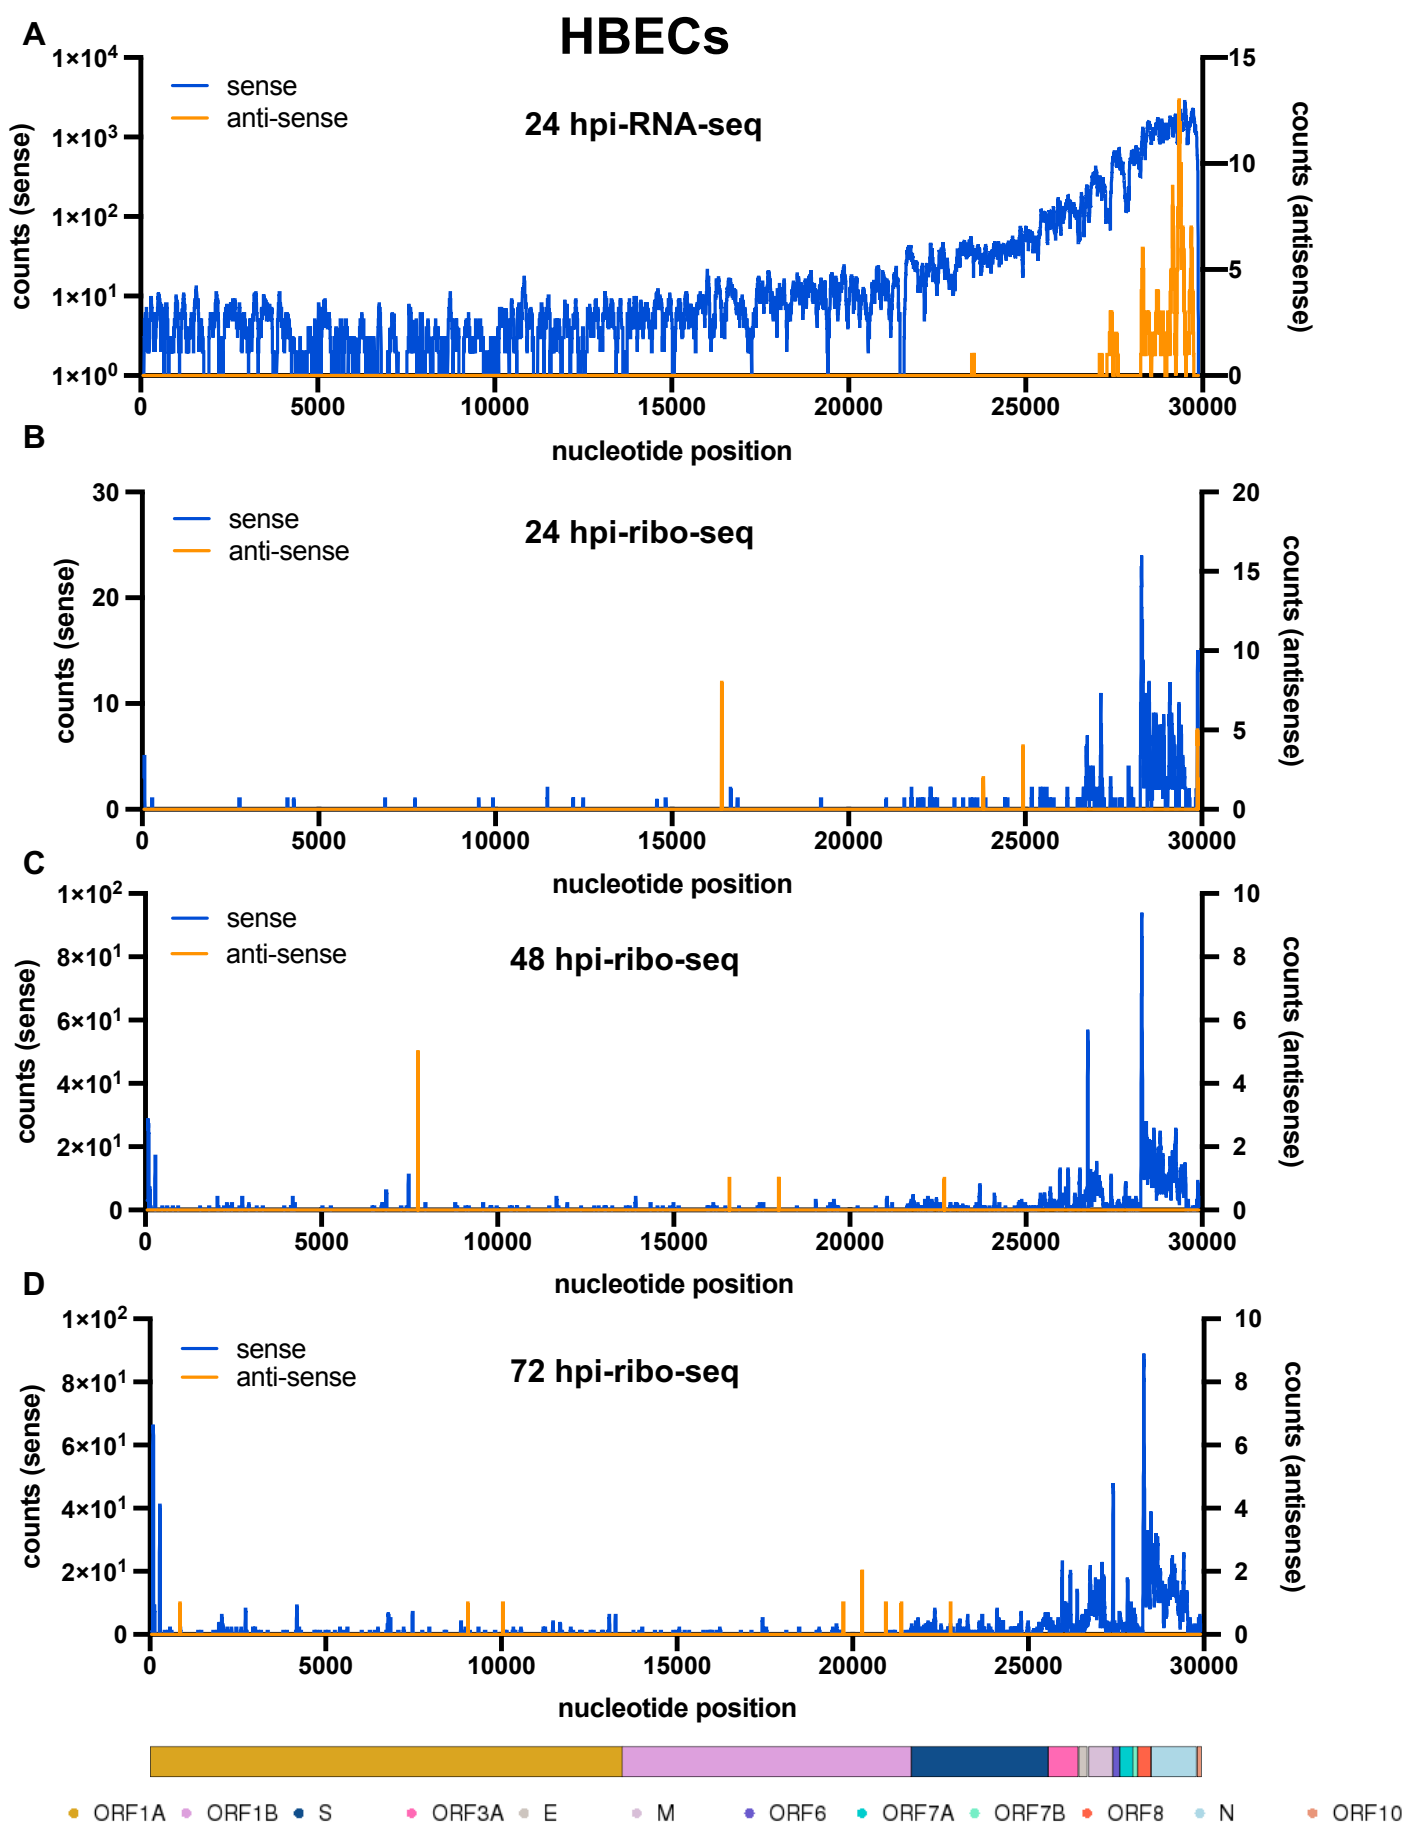 A
HBECs
1×10⁴
1×10³
1×10²
1×10¹
1×10⁰
counts (sense)
sense
anti-sense
24 hpi-RNA-seq
15
10
5
0
counts (antisense)
0 5000 10000 15000 20000 25000 30000
nucleotide position
B
30
20
10
0
counts (sense)
sense
anti-sense
24 hpi-ribo-seq
20
15
10
5
0
counts (antisense)
0 5000 10000 15000 20000 25000 30000
nucleotide position
C
1×10²
8×10¹
6×10¹
4×10¹
2×10¹
0
counts (sense)
sense
anti-sense
48 hpi-ribo-seq
10
8
6
4
2
0
counts (antisense)
0 5000 10000 15000 20000 25000 30000
nucleotide position
D
1×10²
8×10¹
6×10¹
4×10¹
2×10¹
0
counts (sense)
sense
anti-sense
72 hpi-ribo-seq
10
8
6
4
2
0
counts (antisense)
0 5000 10000 15000 20000 25000 30000
nucleotide position
ORF1A ORF1B S ORF3A E M ORF6 ORF7A ORF7B ORF8 N ORF10